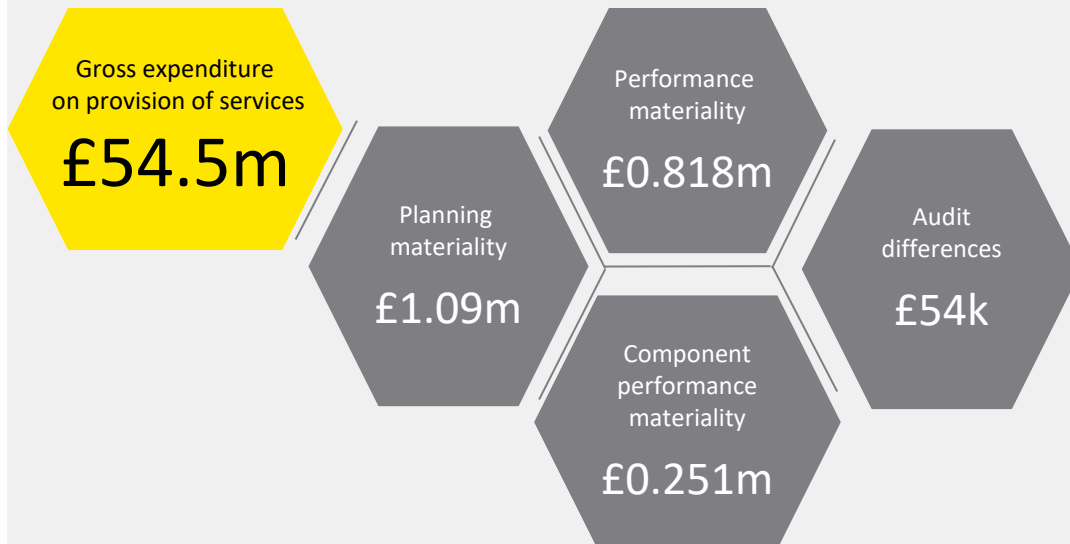 Gross expenditure
on provision of services
£54.5m
Planning
materiality
£1.09m
Performance
materiality
£0.818m
Component
performance
materiality
£0.251m
Audit
differences
£54k